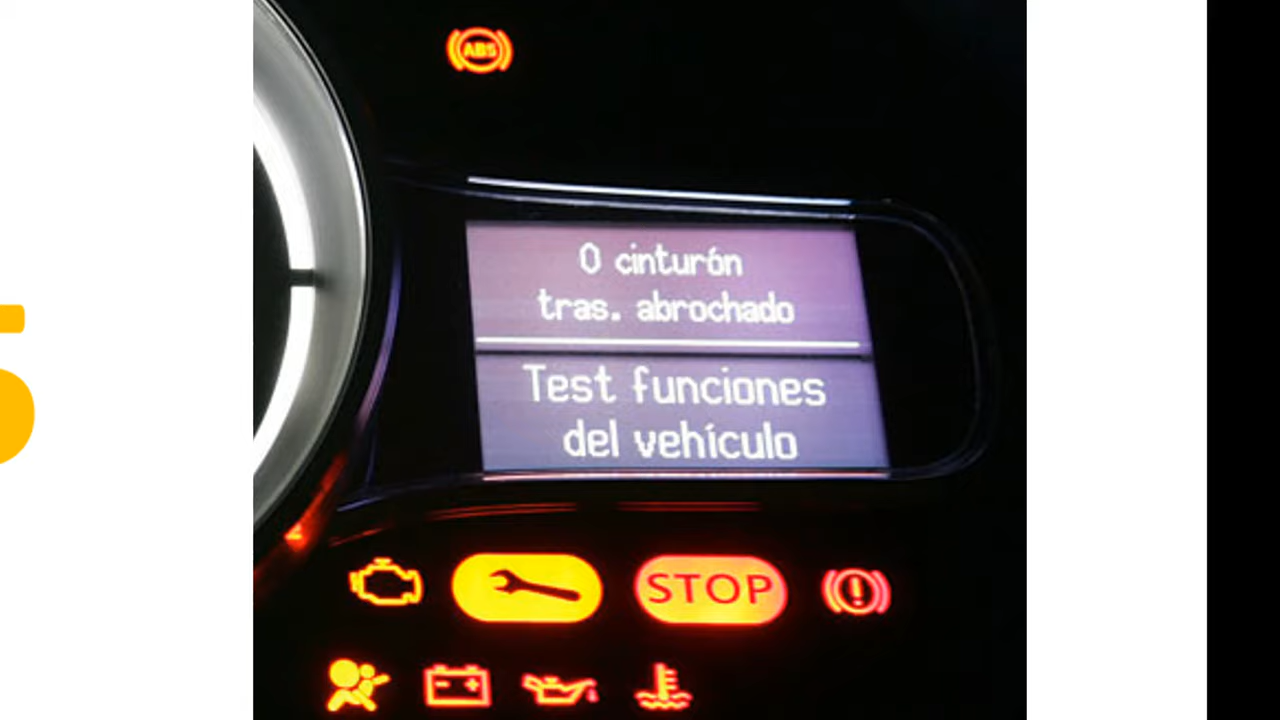 ABS
0 cinturón
tras. abrochado
Test funciones
del vehículo
STOP